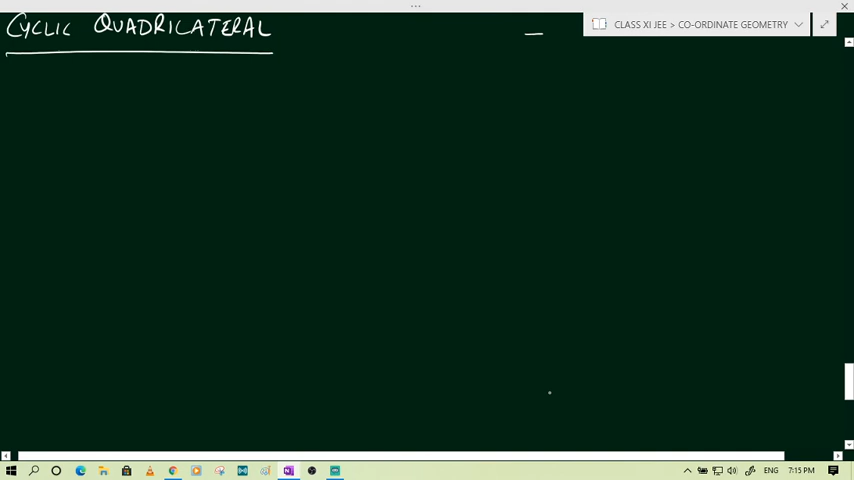 CYCLIC QUADRILATERAL
CLASS XI JEE > CO-ORDINATE GEOMETRY
ENG
7:15 PM